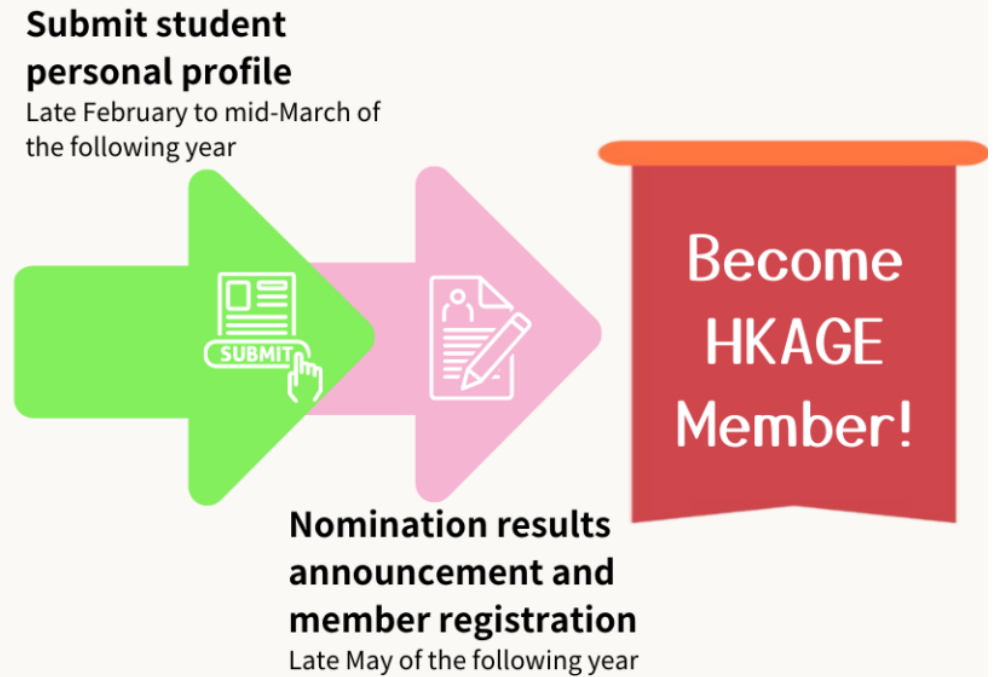 Submit student
personal profile
Late February to mid-March of
the following year
SUBMIT
Become
HKAGE
Member!
Nomination results
announcement and
member registration
Late May of the following year